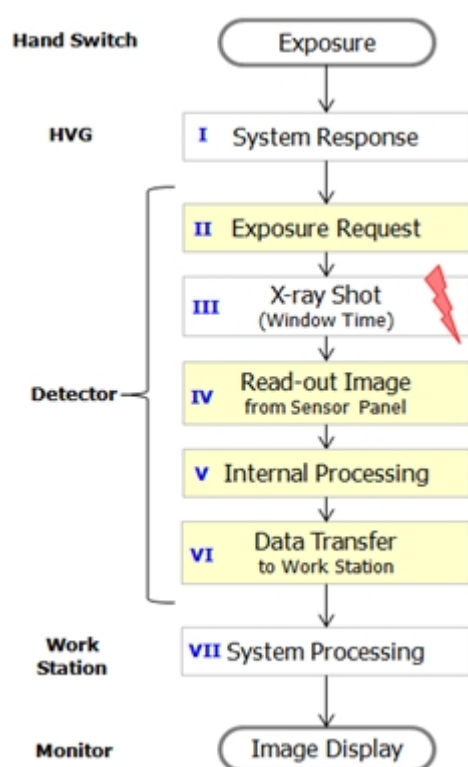 Hand Switch
Exposure
HVG
I System Response
II Exposure Request
III X-ray Shot
(Window Time)
Detector
IV Read-out Image
from Sensor Panel
V Internal Processing
VI Data Transfer
to Work Station
Work
Station
VII System Processing
Monitor
Image Display